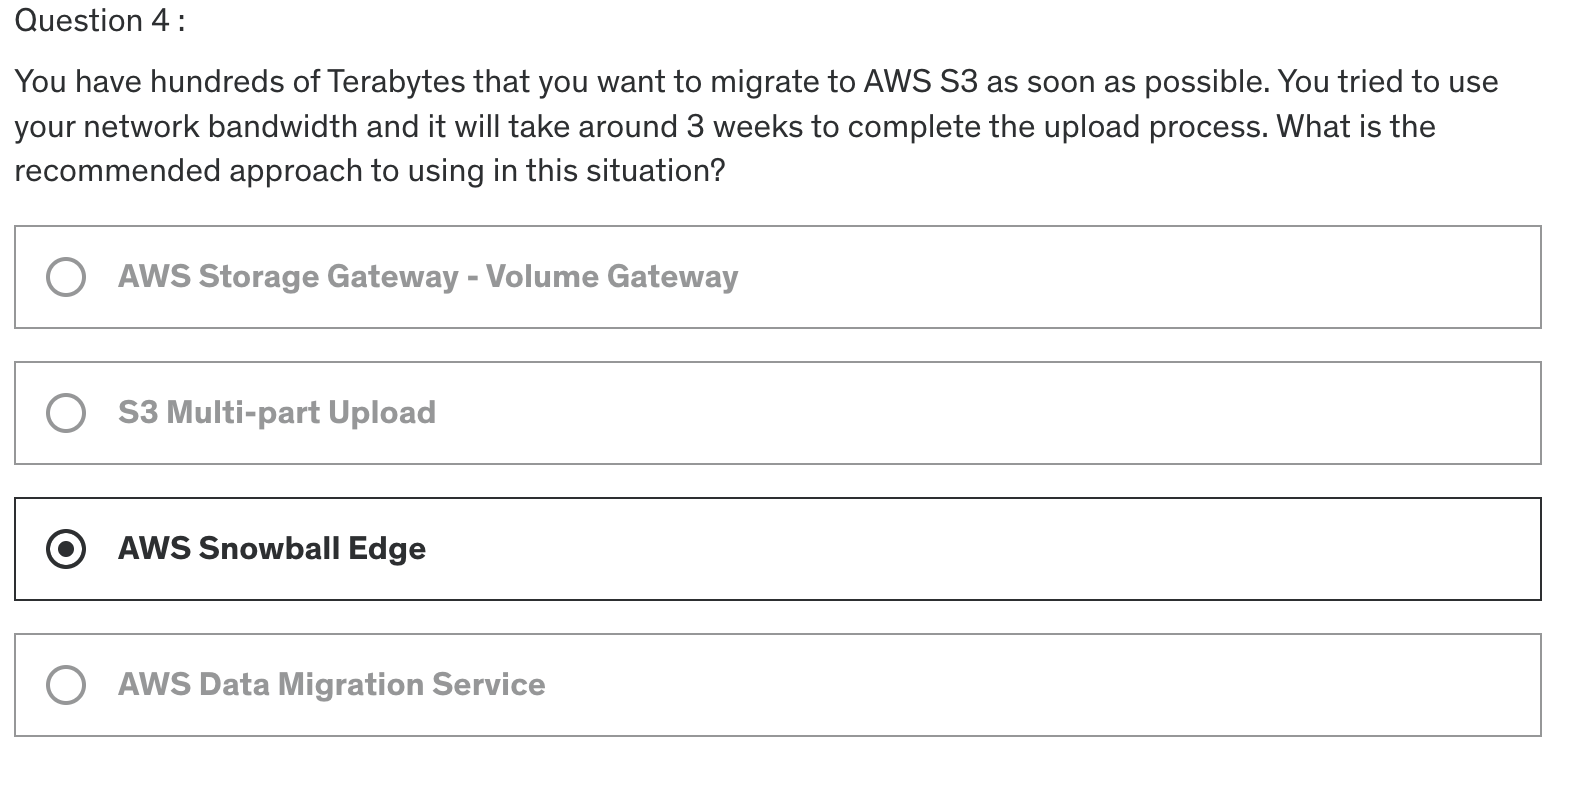 Question 4 :
You have hundreds of Terabytes that you want to migrate to AWS S3 as soon as possible. You tried to use
your network bandwidth and it will take around 3 weeks to complete the upload process. What is the
recommended approach to using in this situation?
AWS Storage Gateway - Volume Gateway
S3 Multi-part Upload
AWS Snowball Edge
AWS Data Migration Service